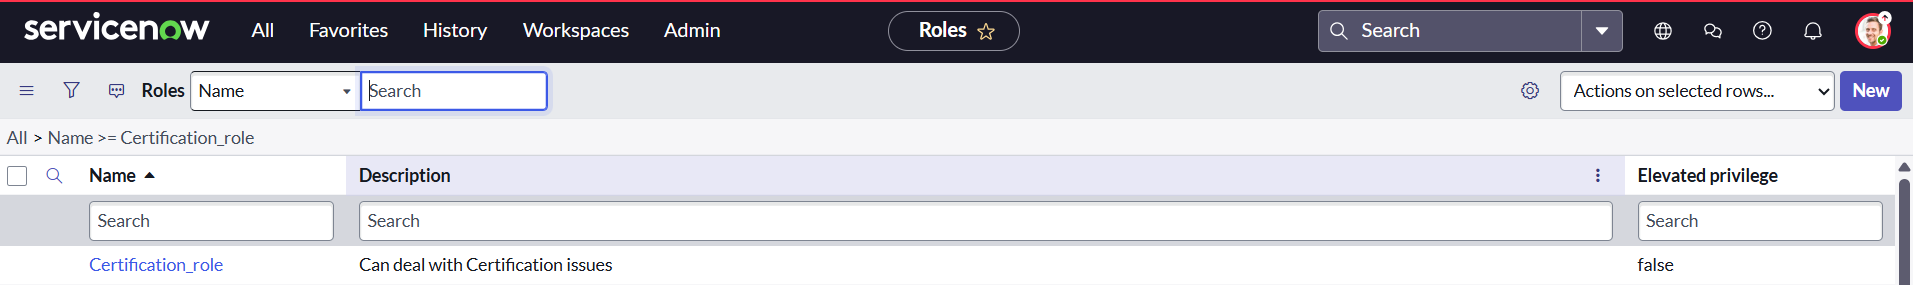 servicenow All Favorites History Workspaces Admin Roles Search
Roles Name Search Actions on selected rows... New
All > Name >= Certification_role
Name Description Elevated privilege
Search Search Search
Certification_role Can deal with Certification issues false